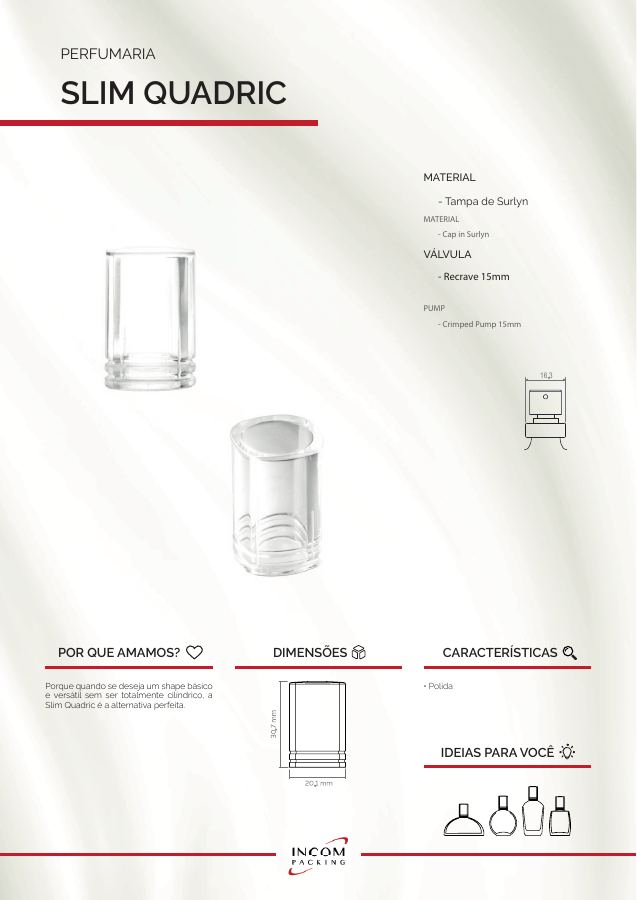 PERFUMARIA
SLIM QUADRIC
MATERIAL
- Tampa de Surlyn
MATERIAL
- Cap in Surlyn
VÁLVULA
- Recrave 15mm
PUMP
- Crimped Pump 15mm
16,3
POR QUE AMAMOS?
Porque quando se deseja um shape básico
e versátil sem ser totalmente cilíndrico, a
Slim Quadric é a alternativa perfeita.
DIMENSÕES
30,7 mm
20,1 mm
CARACTERÍSTICAS
• Polida
IDEIAS PARA VOCÊ
INCOM
PACKING